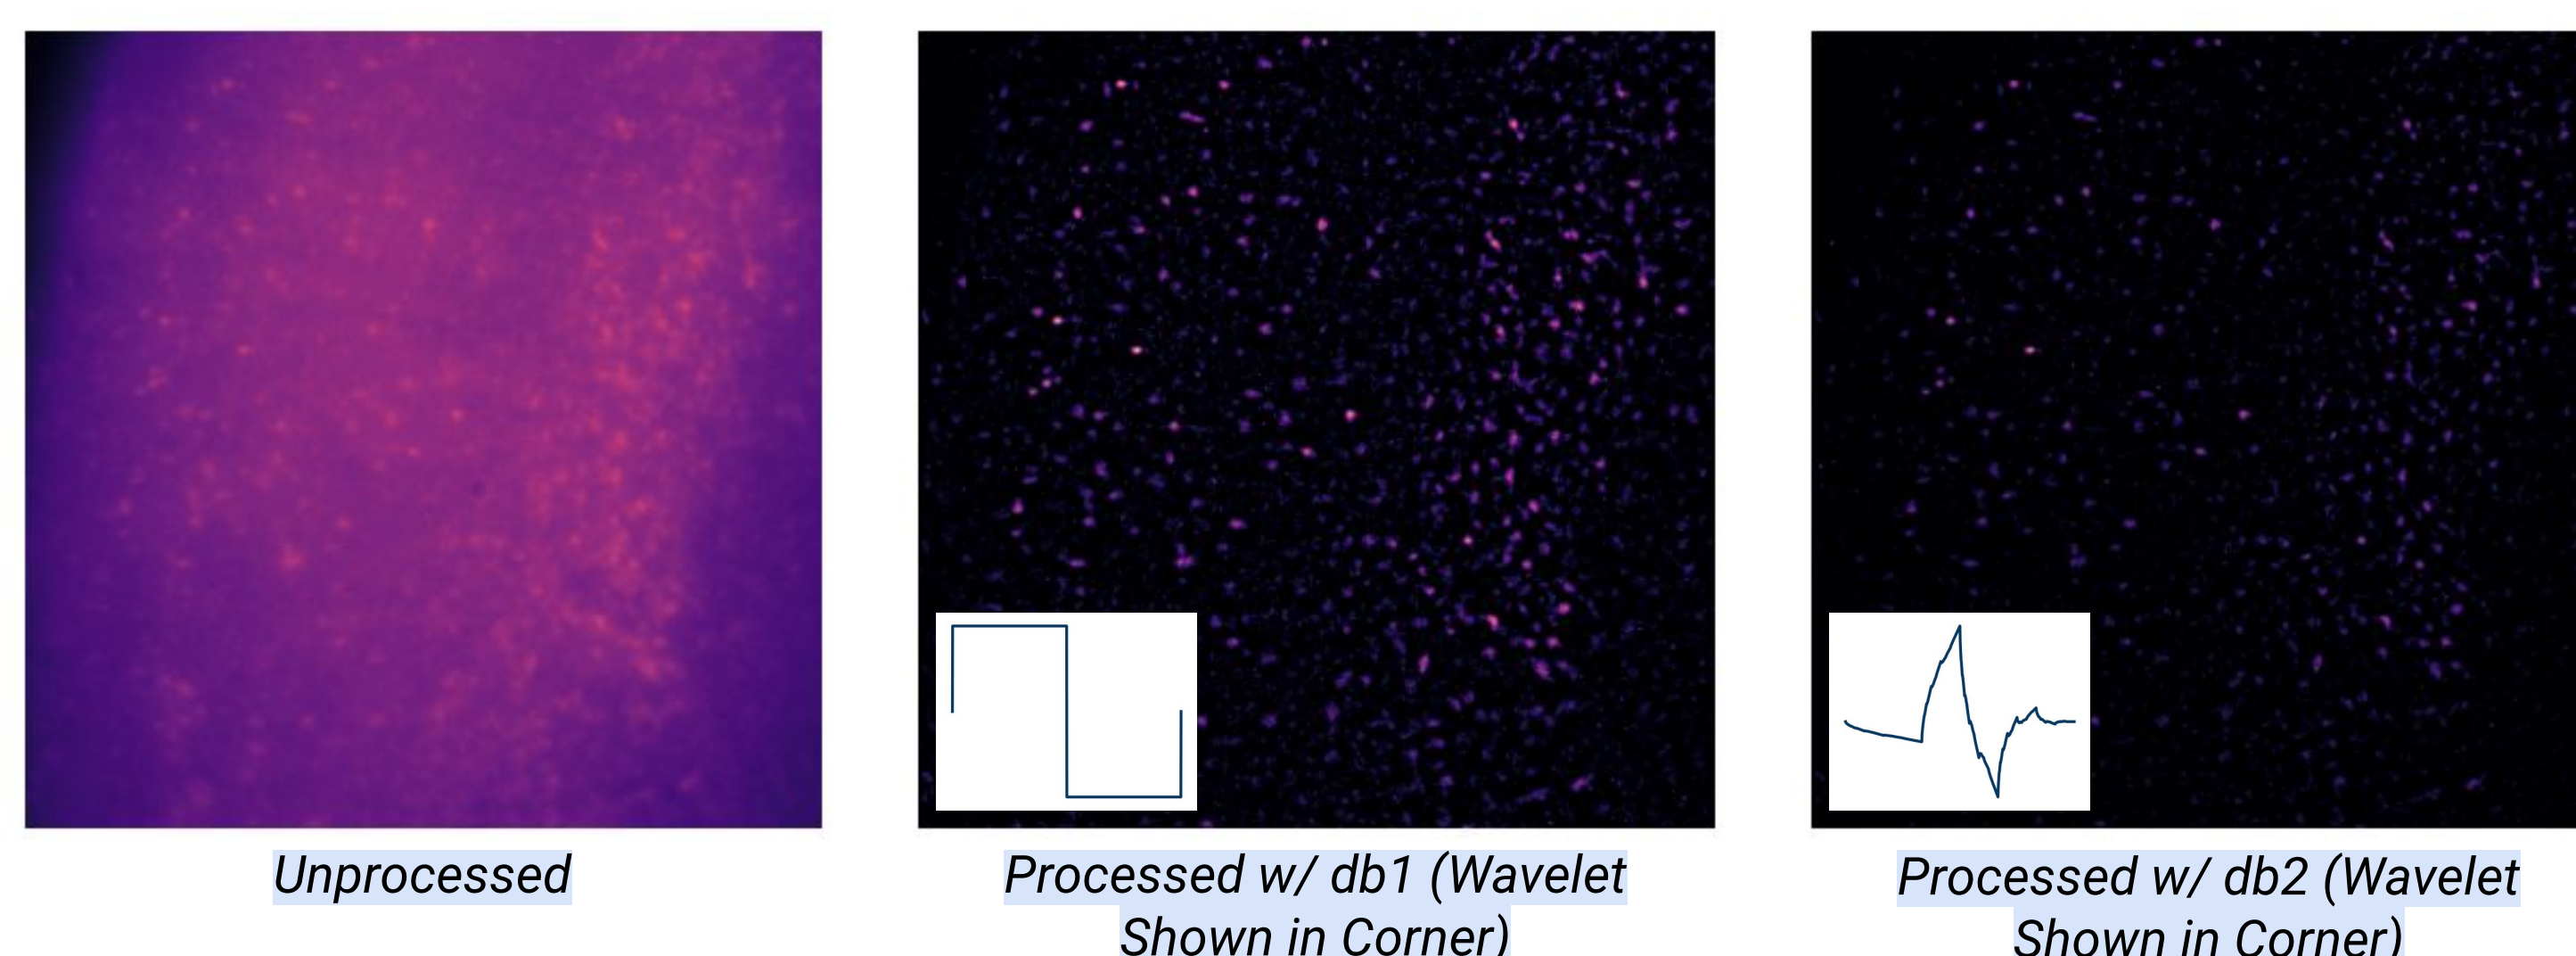 Unprocessed
Processed w/ db1 (Wavelet
Shown in Corner)
Processed w/ db2 (Wavelet
Shown in Corner)